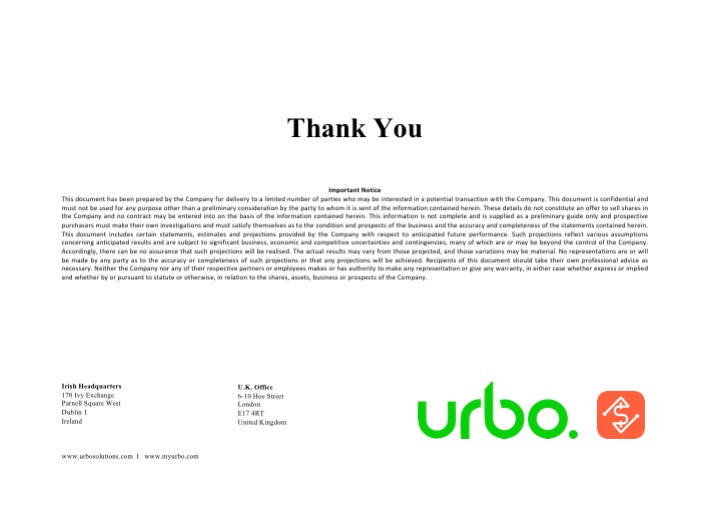 Thank You
Important Notice
This document has been prepared by the Company for delivery to a limited number of parties who may be interested in a potential transaction with the Company. This document is confidential and
must not be used for any purpose other than a preliminary consideration by the party to whom it is sent of the information contained herein. These details do not constitute an offer to sell shares in
the Company and no contract may be entered into on the basis of the information contained herein. This information is not complete and is supplied as a preliminary guide only and prospective
purchasers must make their own investigations and must satisfy themselves as to the condition and prospects of the business and the accuracy and completeness of the statements contained herein.
This document includes certain statements, estimates and projections provided by the Company with respect to anticipated future performance. Such projections reflect various assumptions
concerning anticipated results and are subject to significant business, economic and competitive uncertainties and contingencies, many of which are or may be beyond the control of the Company.
Accordingly, there can be no assurance that such projections will be realised. The actual results may vary from those projected, and those variations may be material. No representations are or will
be made by any party as to the accuracy or completeness of such projections or that any projections will be achieved. Recipients of this document should take their own professional advice as
necessary. Neither the Company nor any of their respective partners or employees makes or has authority to make any representation or give any warranty, in either case whether express or implied
and whether by or pursuant to statute or otherwise, in relation to the shares, assets, business or prospects of the Company.
Irish Headquarters
170 Ivy Exchange
Parnell Square West
Dublin 1
Ireland
U.K. Office
6-10 Hoe Street
London
E17 4RT
United Kingdom
urbo.
www.urbosolutions.com I www.myurbo.com